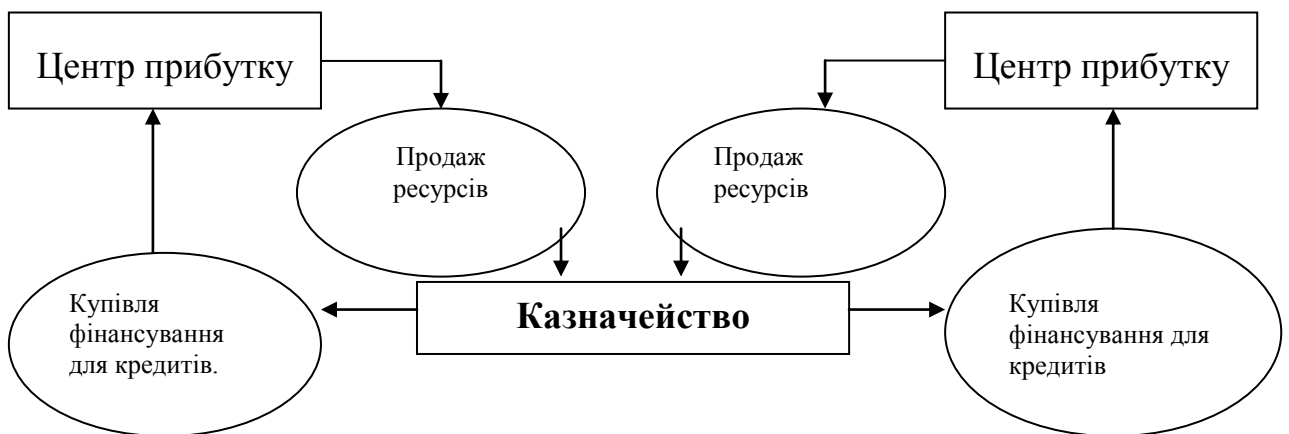 Центр прибутку
Центр прибутку
Продаж
ресурсів
Продаж
ресурсів
Купівля
фінансування
для кредитів.
Казначейство
Купівля
фінансування для
кредитів